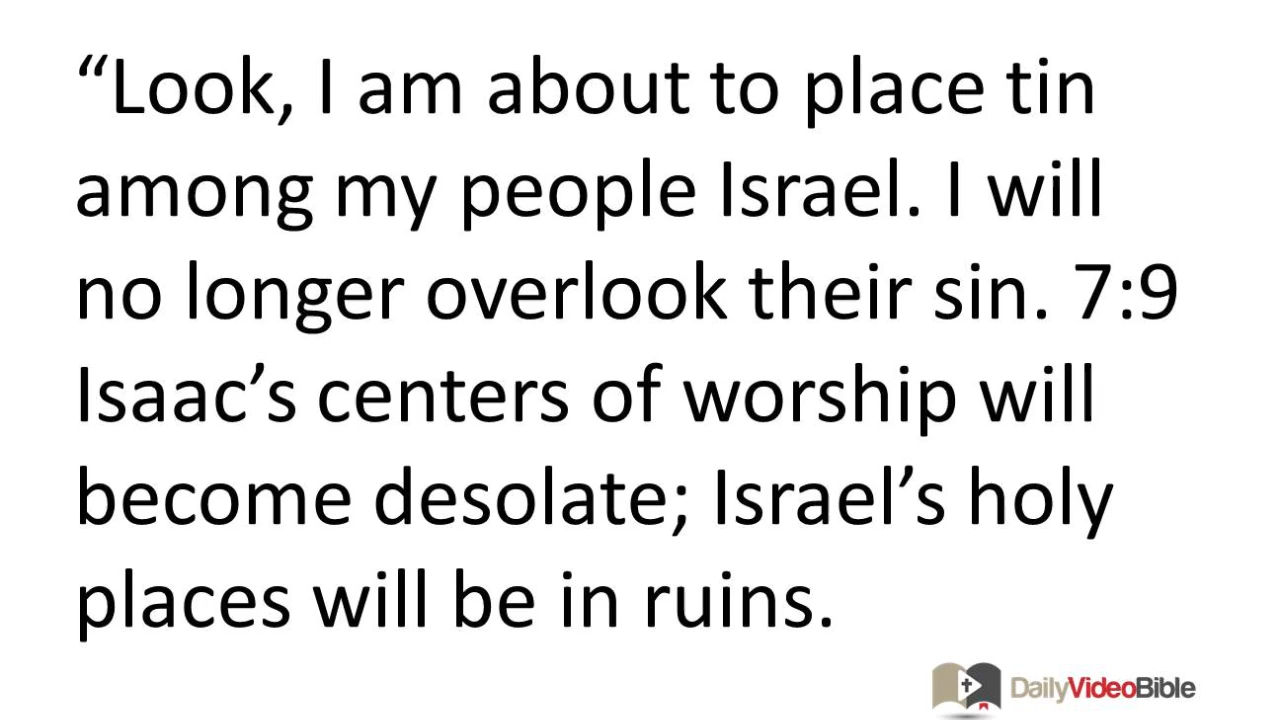 “Look, I am about to place tin
among my people Israel. I will
no longer overlook their sin. 7:9
Isaac’s centers of worship will
become desolate; Israel’s holy
places will be in ruins.
DailyVideoBible